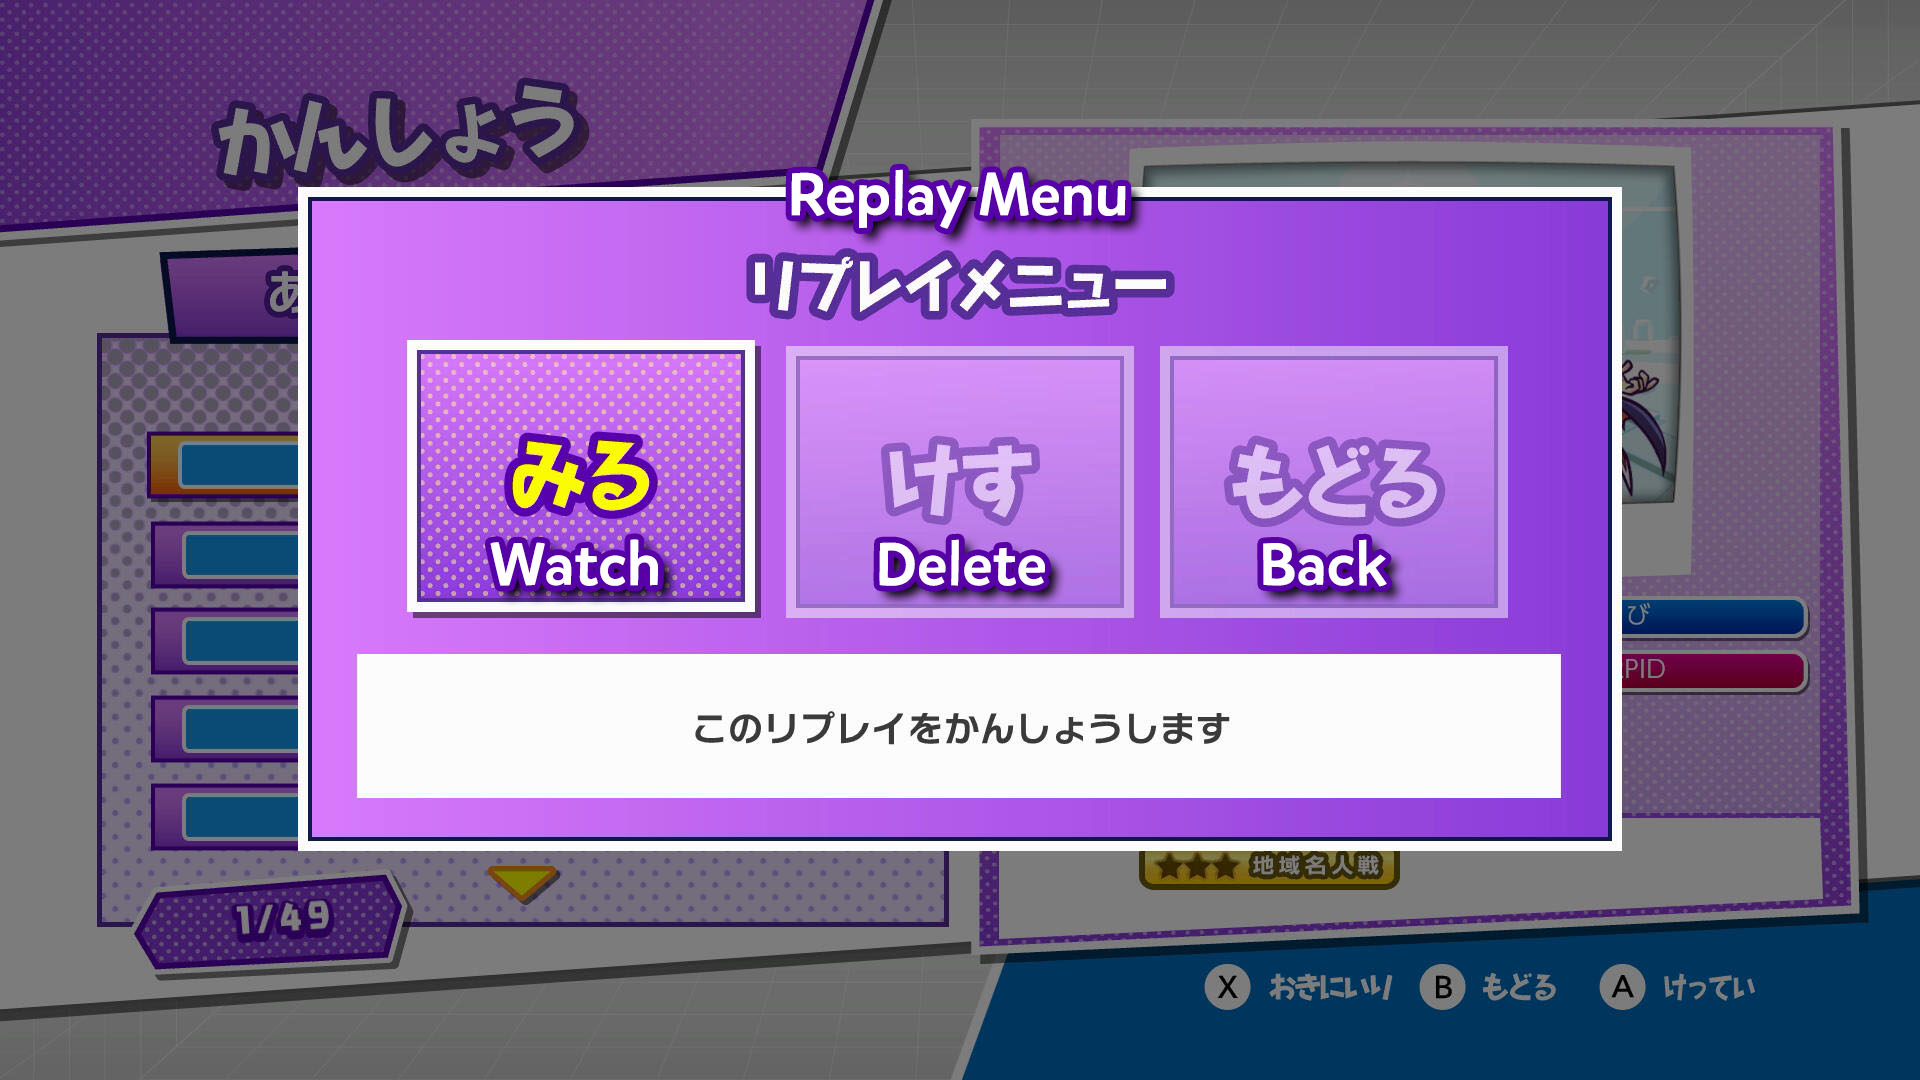 かんしょう
Replay Menu
リプレイメニュー
あ
みる
Watch
けす
Delete
もどる
Back
び
PID
このリプレイをかんしょうします
★★★ 地域名人戦
1/49
X おきにいり B もどる A けってい